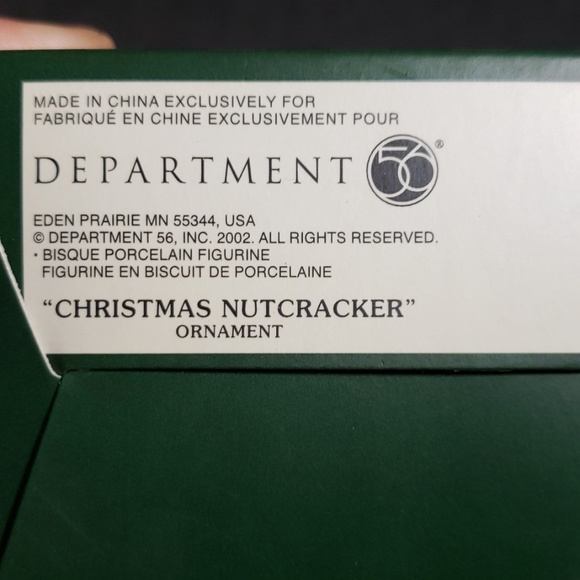 MADE IN CHINA EXCLUSIVELY FOR
FABRIQUÉ EN CHINE EXCLUSIVEMENT POUR
DEPARTMENT 56®
EDEN PRAIRIE MN 55344, USA
© DEPARTMENT 56, INC. 2002. ALL RIGHTS RESERVED.
· BISQUE PORCELAIN FIGURINE
FIGURINE EN BISCUIT DE PORCELAINE
“CHRISTMAS NUTCRACKER”
ORNAMENT